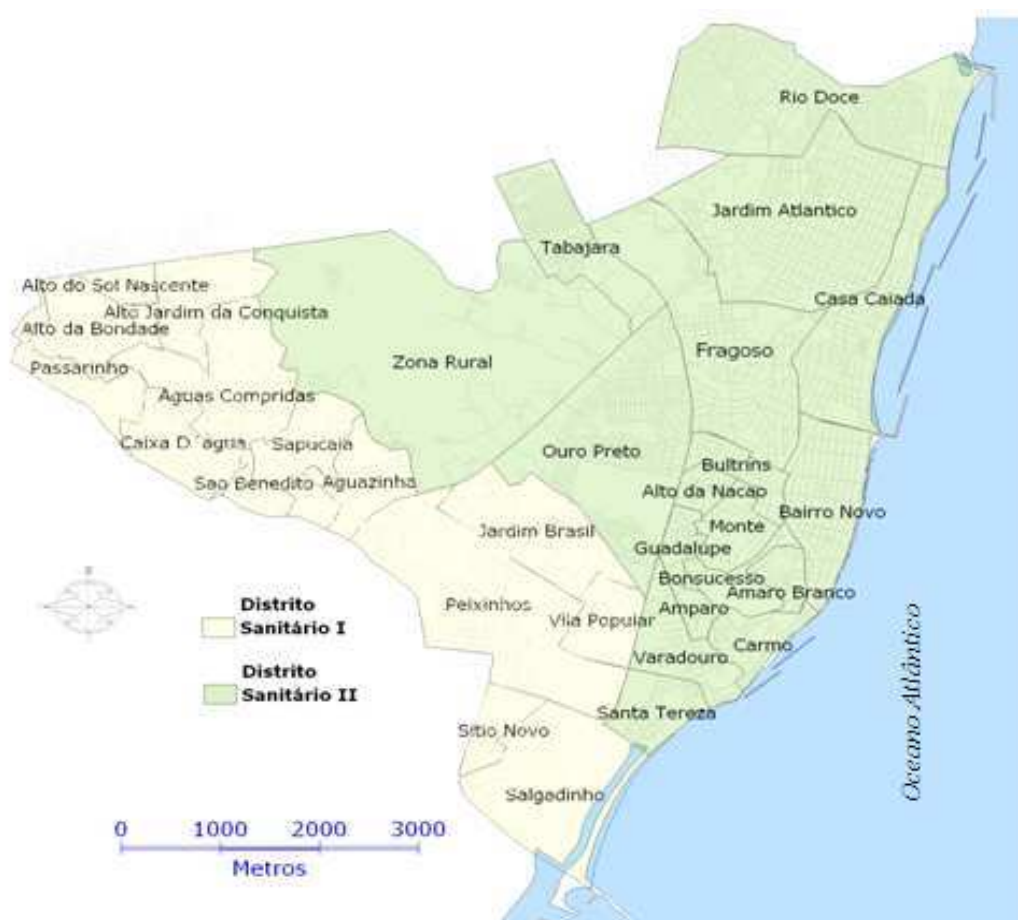 Rio Doce
Jardim Atlantico
Tabajara
Alto do Sol Nascente
Casa Caiada
Alto Jardim da Conquista
Alto da Bondade
Fragoso
Passarinho
Zona Rural
Aguas Compridas
Caixa D´agua
Sapucaia
Ouro Preto
Bultrins
Sao Benedito
Aguazinha
Alto da Nacao
Bairro Novo
Monte
Jardim Brasil
Guadalupe
Bonsucesso
Amaro Branco
Peixinhos
Amparo
Vila Popular
Carmo
Varadouro
Santa Tereza
Sitio Novo
Salgadinho
Oceano Atlântico
Distrito
Sanitário I
Distrito
Sanitário II
0 1000 2000 3000
Metros